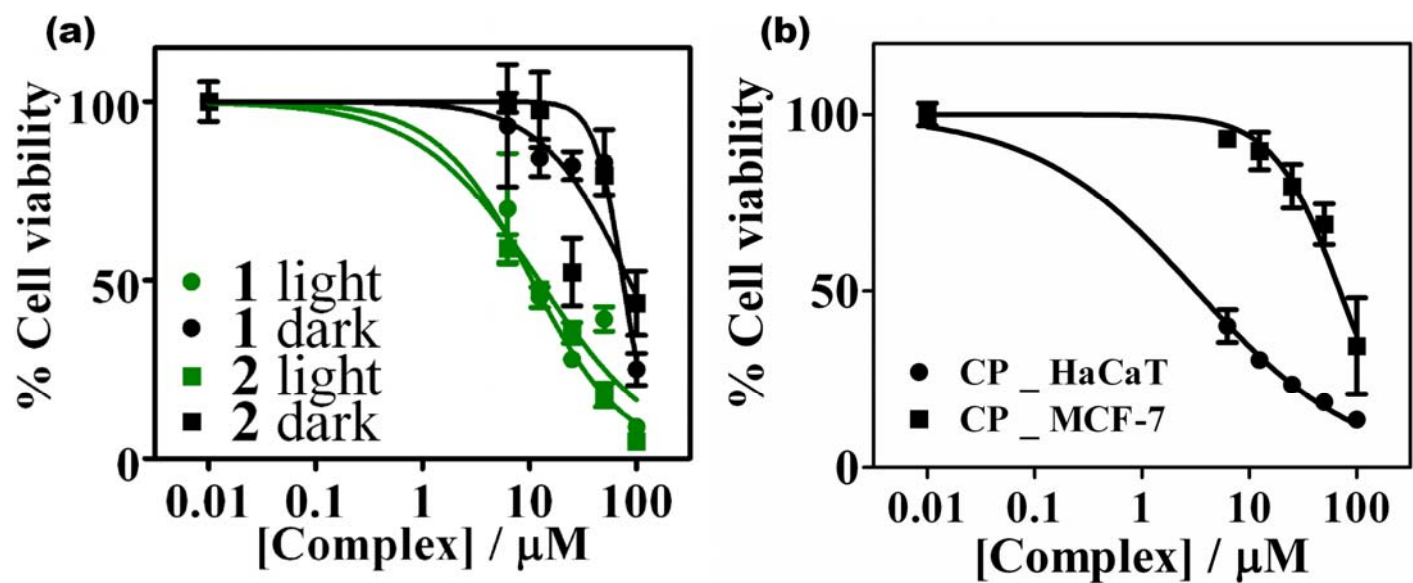 (a)
% Cell viability
100
50
0
1 light
1 dark
2 light
2 dark
0.01 0.1 1 10 100
[Complex] / μM
(b)
% Cell viability
100
50
0
CP _ HaCaT
CP _ MCF-7
0.01 0.1 1 10 100
[Complex] / μM